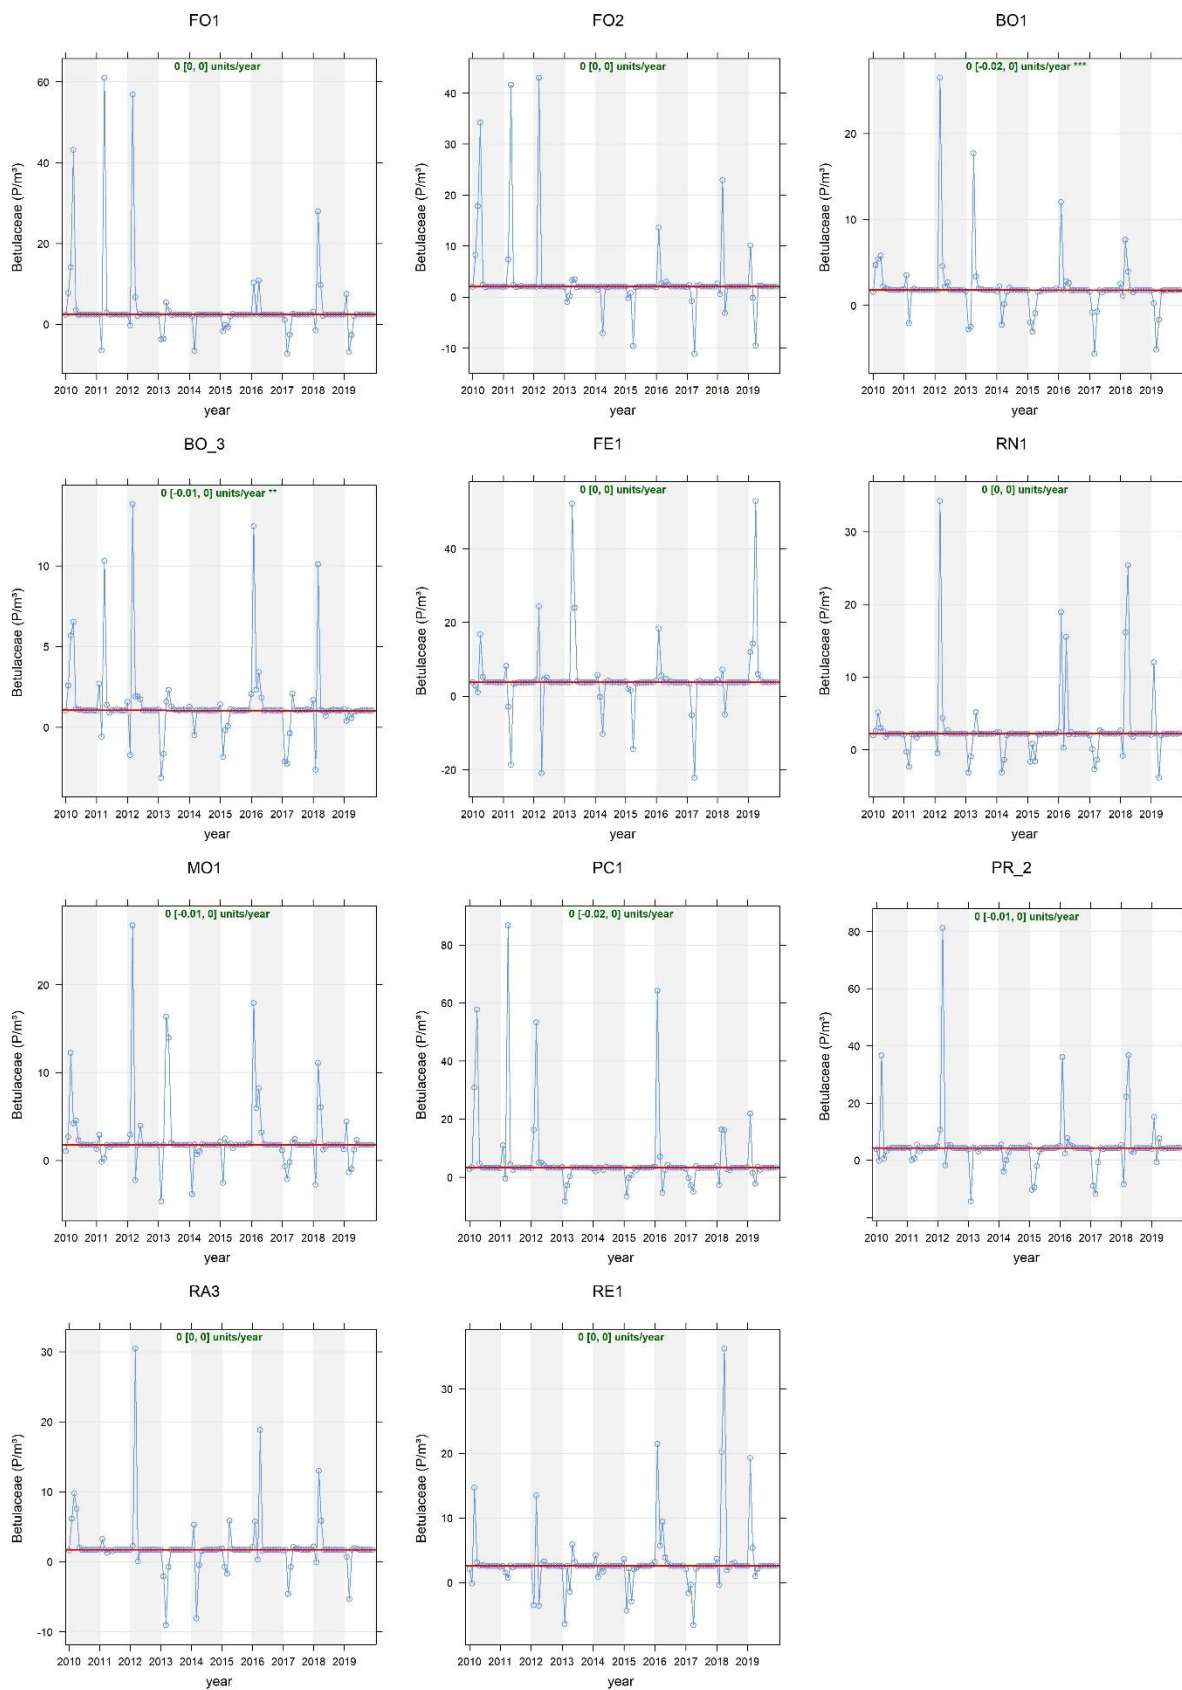 FO1
0 [0, 0] units/year
Betulaceae (P/m³)
60
40
20
0
2010 2011 2012 2013 2014 2015 2016 2017 2018 2019
year
FO2
0 [0, 0] units/year
Betulaceae (P/m³)
40
30
20
10
0
-10
2010 2011 2012 2013 2014 2015 2016 2017 2018 2019
year
BO1
0 [-0.02, 0] units/year ***
Betulaceae (P/m³)
20
10
0
2010 2011 2012 2013 2014 2015 2016 2017 2018 2019
year
BO_3
0 [-0.01, 0] units/year **
Betulaceae (P/m³)
10
5
0
2010 2011 2012 2013 2014 2015 2016 2017 2018 2019
year
FE1
0 [0, 0] units/year
Betulaceae (P/m³)
40
20
0
-20
2010 2011 2012 2013 2014 2015 2016 2017 2018 2019
year
RN1
0 [0, 0] units/year
Betulaceae (P/m³)
30
20
10
0
2010 2011 2012 2013 2014 2015 2016 2017 2018 2019
year
MO1
0 [-0.01, 0] units/year
Betulaceae (P/m³)
20
10
0
2010 2011 2012 2013 2014 2015 2016 2017 2018 2019
year
PC1
0 [-0.02, 0] units/year
Betulaceae (P/m³)
80
60
40
20
0
2010 2011 2012 2013 2014 2015 2016 2017 2018 2019
year
PR_2
0 [-0.01, 0] units/year
Betulaceae (P/m³)
80
60
40
20
0
2010 2011 2012 2013 2014 2015 2016 2017 2018 2019
year
RA3
0 [0, 0] units/year
Betulaceae (P/m³)
30
20
10
0
-10
2010 2011 2012 2013 2014 2015 2016 2017 2018 2019
year
RE1
0 [0, 0] units/year
Betulaceae (P/m³)
30
20
10
0
2010 2011 2012 2013 2014 2015 2016 2017 2018 2019
year